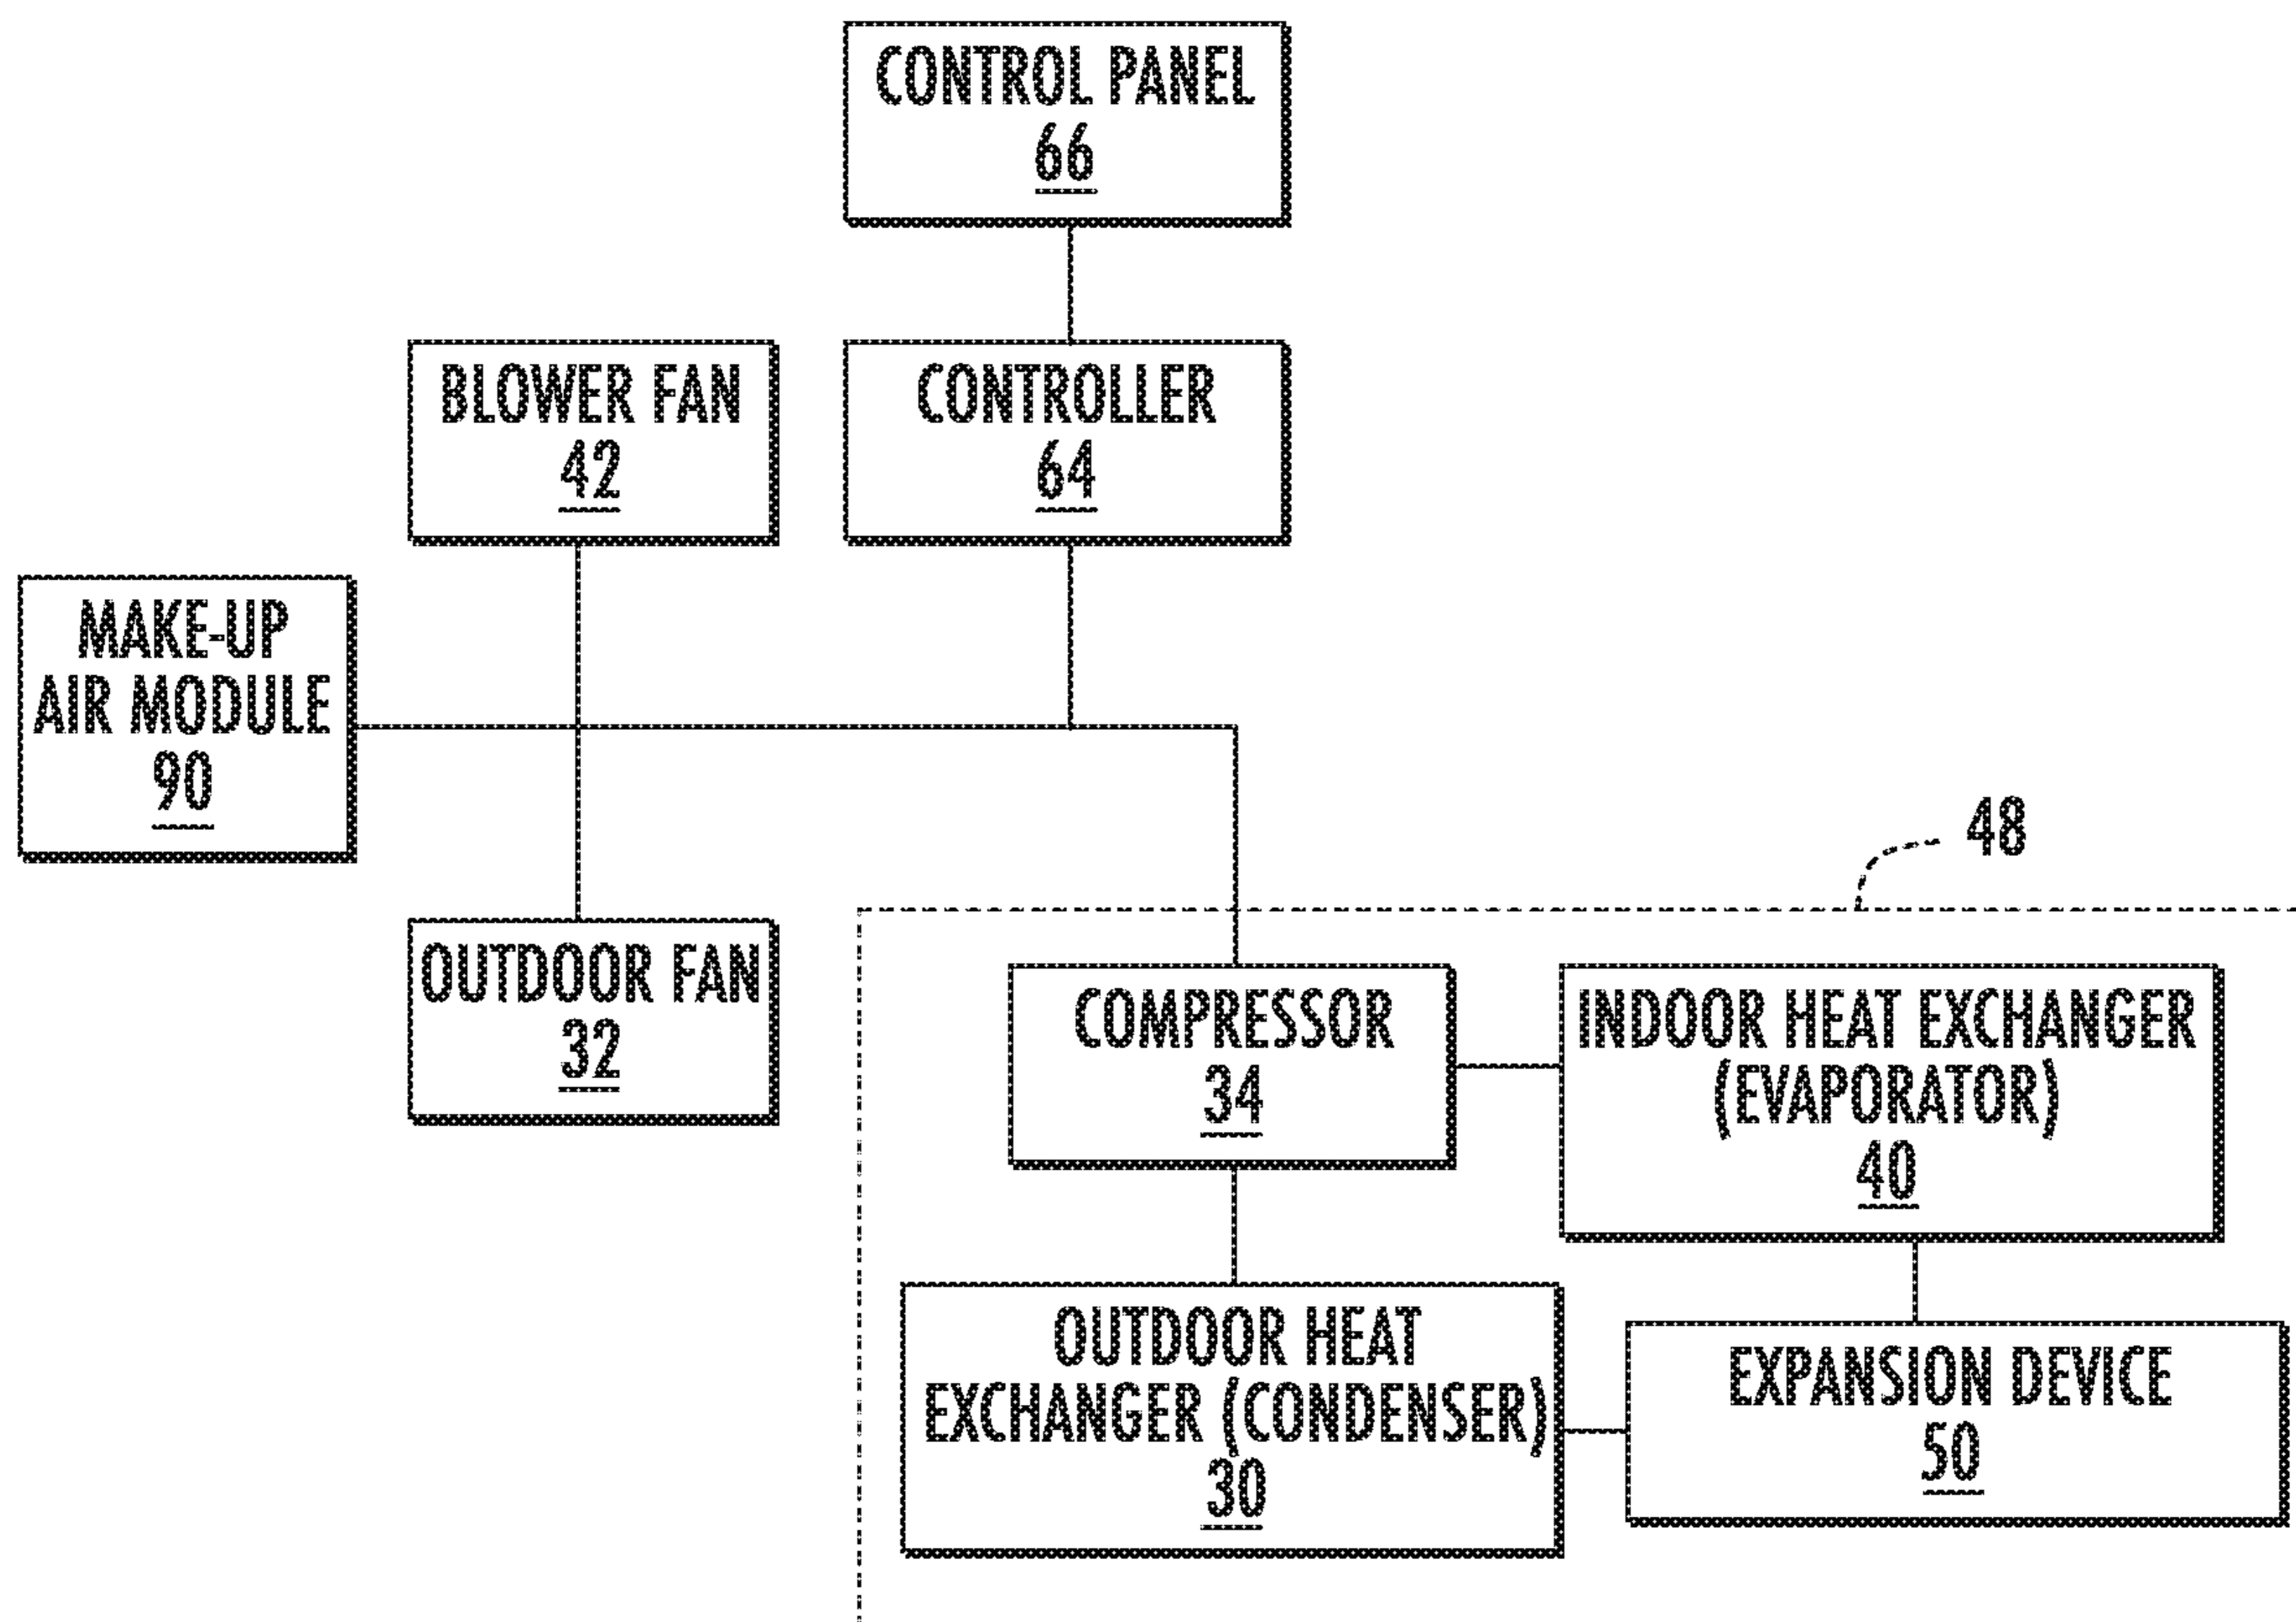 CONTROL PANEL
66
BLOWER FAN
42
CONTROLLER
64
MAKE-UP
AIR MODULE
90
48
OUTDOOR FAN
32
COMPRESSOR
34
INDOOR HEAT EXCHANGER
(EVAPORATOR)
40
OUTDOOR HEAT
EXCHANGER (CONDENSER)
30
EXPANSION DEVICE
50